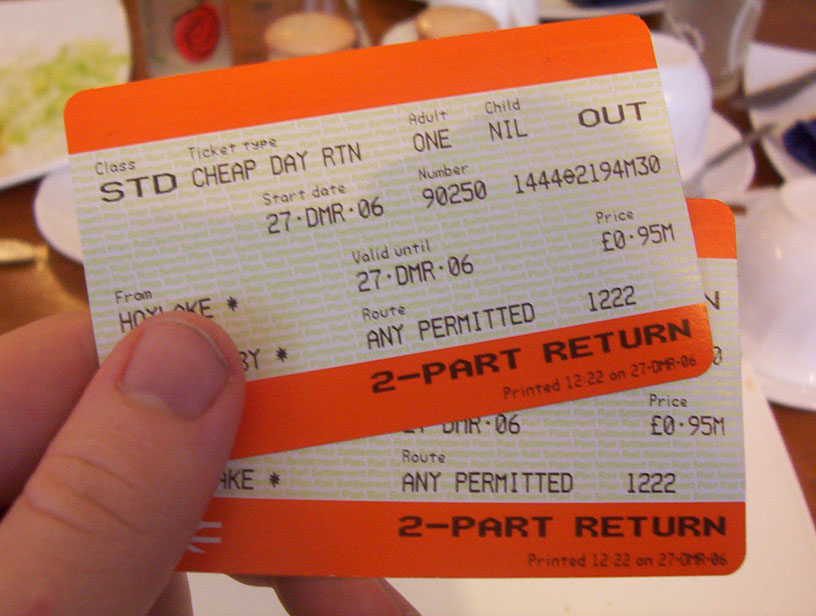 Class Ticket type Adult Child
STD CHEAP DAY RTN ONE NIL OUT
Start date Number
27·DMR·06 90250 144402194M30
Valid until Price
27·DMR·06 £0·95M
From Route
HOYLAKE * ANY PERMITTED 1222
BY *
2-PART RETURN
Printed 12:22 on 27·DMR·06
N
0
Price
27·DMR·06 £0·95M
Route
AKE * ANY PERMITTED 1222
2-PART RETURN
Printed 12:22 on 27·DMR·06